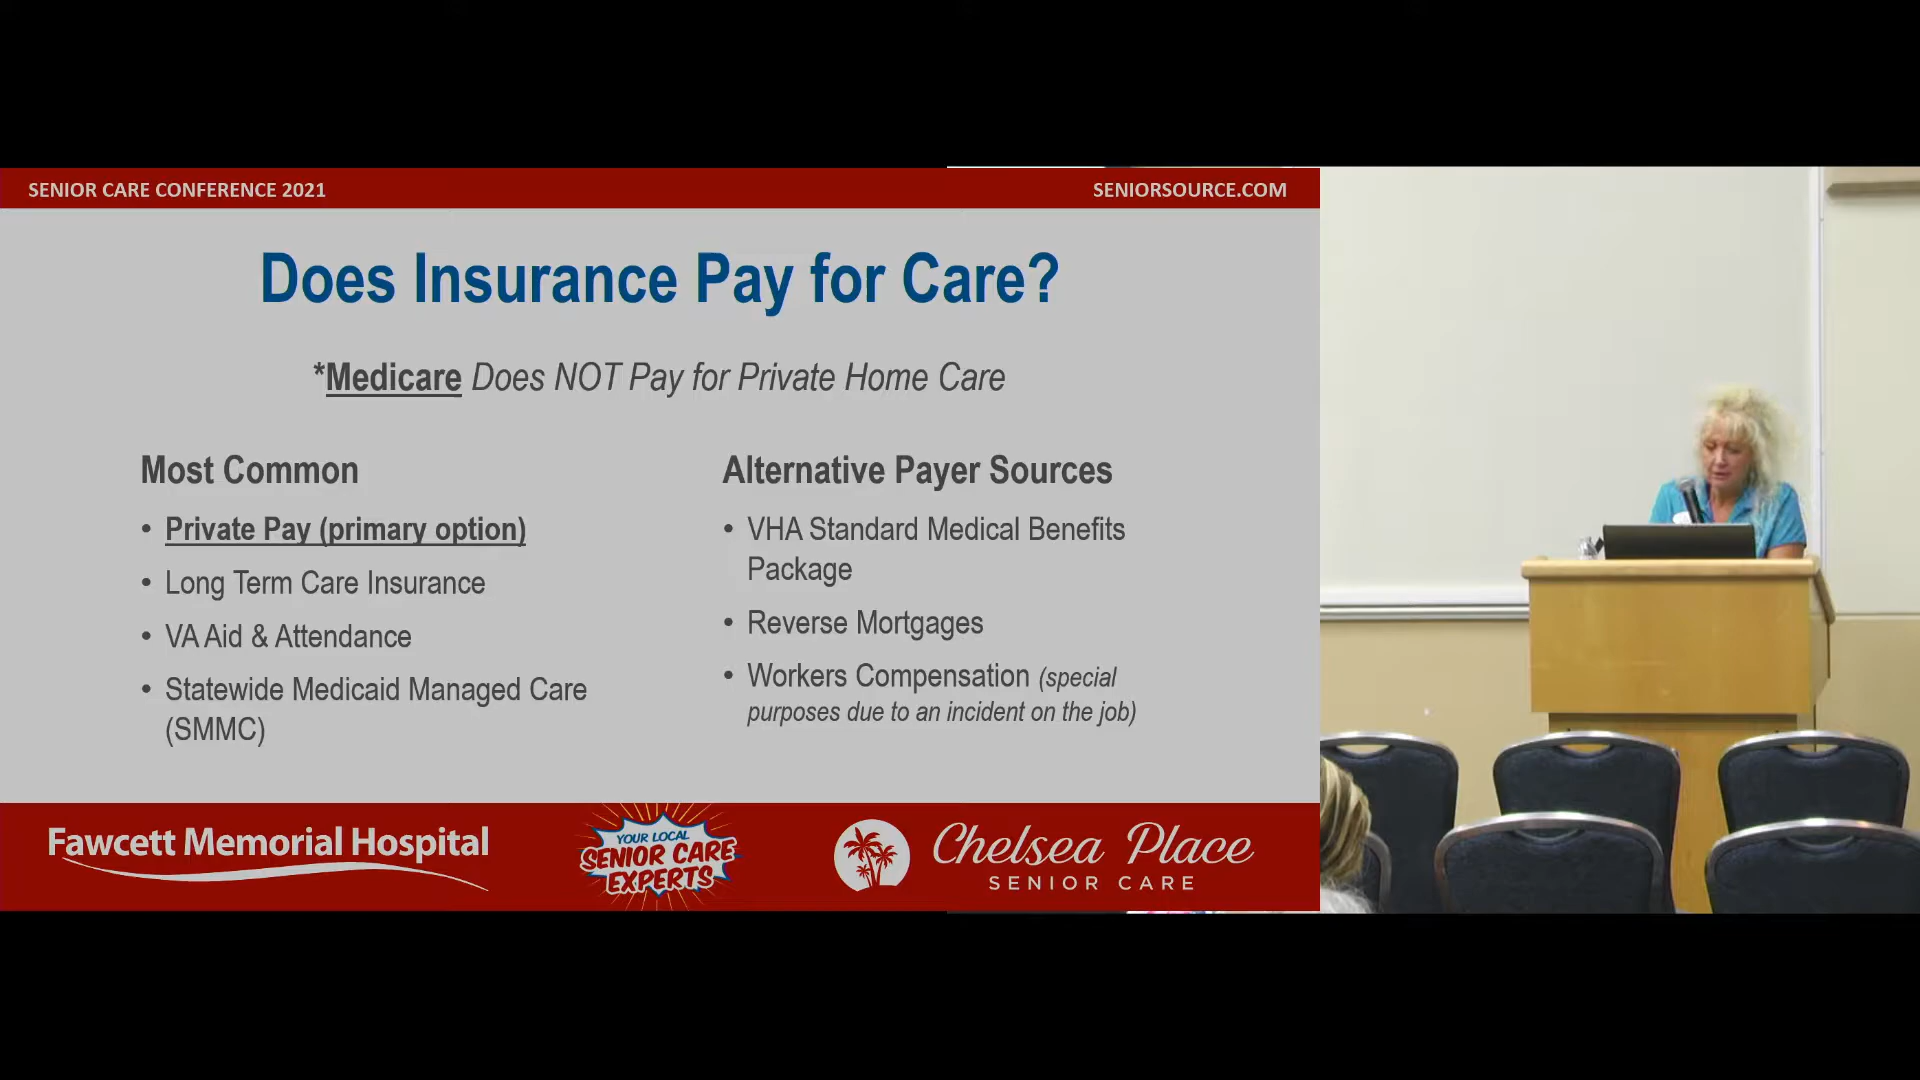 SENIOR CARE CONFERENCE 2021
SENIORSOURCE.COM
Does Insurance Pay for Care?
*Medicare Does NOT Pay for Private Home Care
Most Common
• Private Pay (primary option)
• Long Term Care Insurance
• VA Aid & Attendance
• Statewide Medicaid Managed Care
(SMMC)
Alternative Payer Sources
• VHA Standard Medical Benefits
Package
• Reverse Mortgages
• Workers Compensation (special
purposes due to an incident on the job)
Fawcett Memorial Hospital
YOUR LOCAL
SENIOR CARE
EXPERTS
Chelsea Place
SENIOR CARE